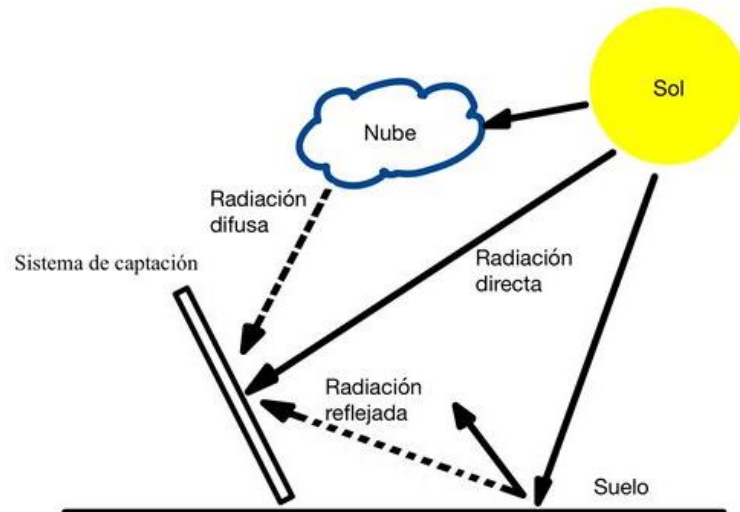 Sol
Nube
Radiación
difusa
Sistema de captación
Radiación
directa
Radiación
reflejada
Suelo